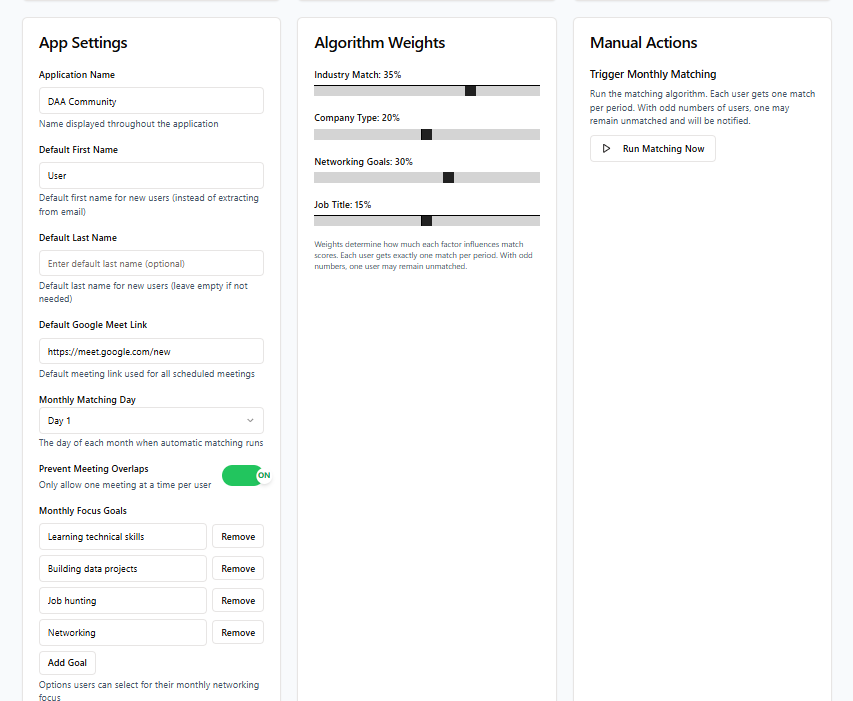 App Settings
Application Name
DAA Community
Name displayed throughout the application
Default First Name
User
Default first name for new users (instead of extracting
from email)
Default Last Name
Enter default last name (optional)
Default last name for new users (leave empty if not
needed)
Default Google Meet Link
https://meet.google.com/new
Default meeting link used for all scheduled meetings
Monthly Matching Day
Day 1
The day of each month when automatic matching runs
Prevent Meeting Overlaps
Only allow one meeting at a time per user
ON
Monthly Focus Goals
Learning technical skills
Remove
Building data projects
Remove
Job hunting
Remove
Networking
Remove
Add Goal
Options users can select for their monthly networking
focus
Algorithm Weights
Industry Match: 35%
Company Type: 20%
Networking Goals: 30%
Job Title: 15%
Weights determine how much each factor influences match
scores. Each user gets exactly one match per period. With odd
numbers, one user may remain unmatched.
Manual Actions
Trigger Monthly Matching
Run the matching algorithm. Each user gets one match
per period. With odd numbers of users, one may
remain unmatched and will be notified.
Run Matching Now